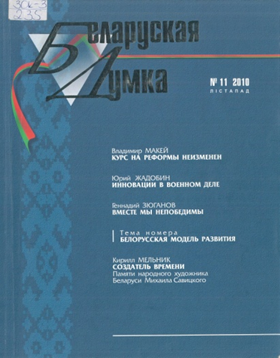 БЕЛАРУСКАЯ
ДУМКА
№ 11 2010
ЛІСТАПАД
Владимир МАКЕЙ
КУРС НА РЕФОРМЫ НЕИЗМЕНЕН
Юрий ЖАДОБИН
ИННОВАЦИИ В ВОЕННОМ ДЕЛЕ
Геннадий ЗЮГАНОВ
ВМЕСТЕ МЫ НЕПОБЕДИМЫ
Тема номера
БЕЛОРУССКАЯ МОДЕЛЬ РАЗВИТИЯ
Кирилл МЕЛЬНИК
СОЗДАТЕЛЬ ВРЕМЕНИ
Памяти народного художника
Беларуси Михаила Савицкого